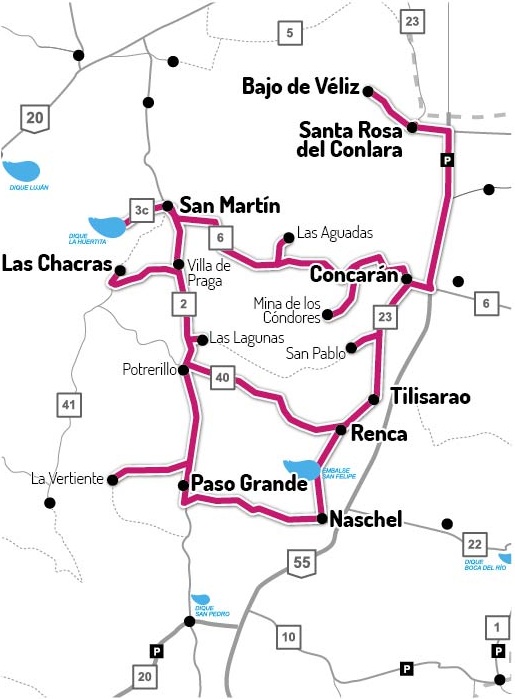 5
23
Bajo de Véliz
20
Santa Rosa
del Conlara
P
DIQUE LUJÁN
3c
San Martín
DIQUE
LA HUERTITA
6
Las Aguadas
Las Chacras
Villa de
Praga
Concarán
2
Mina de los
Cóndores
23
6
Las Lagunas
San Pablo
Potrerillo
40
41
Tilisarao
Renca
La Vertiente
Paso Grande
EMBALSE
SAN FELIPE
Naschel
22
55
DIQUE
BOCA DEL RÍO
DIQUE
SAN PEDRO
10
1
P
P
P
20